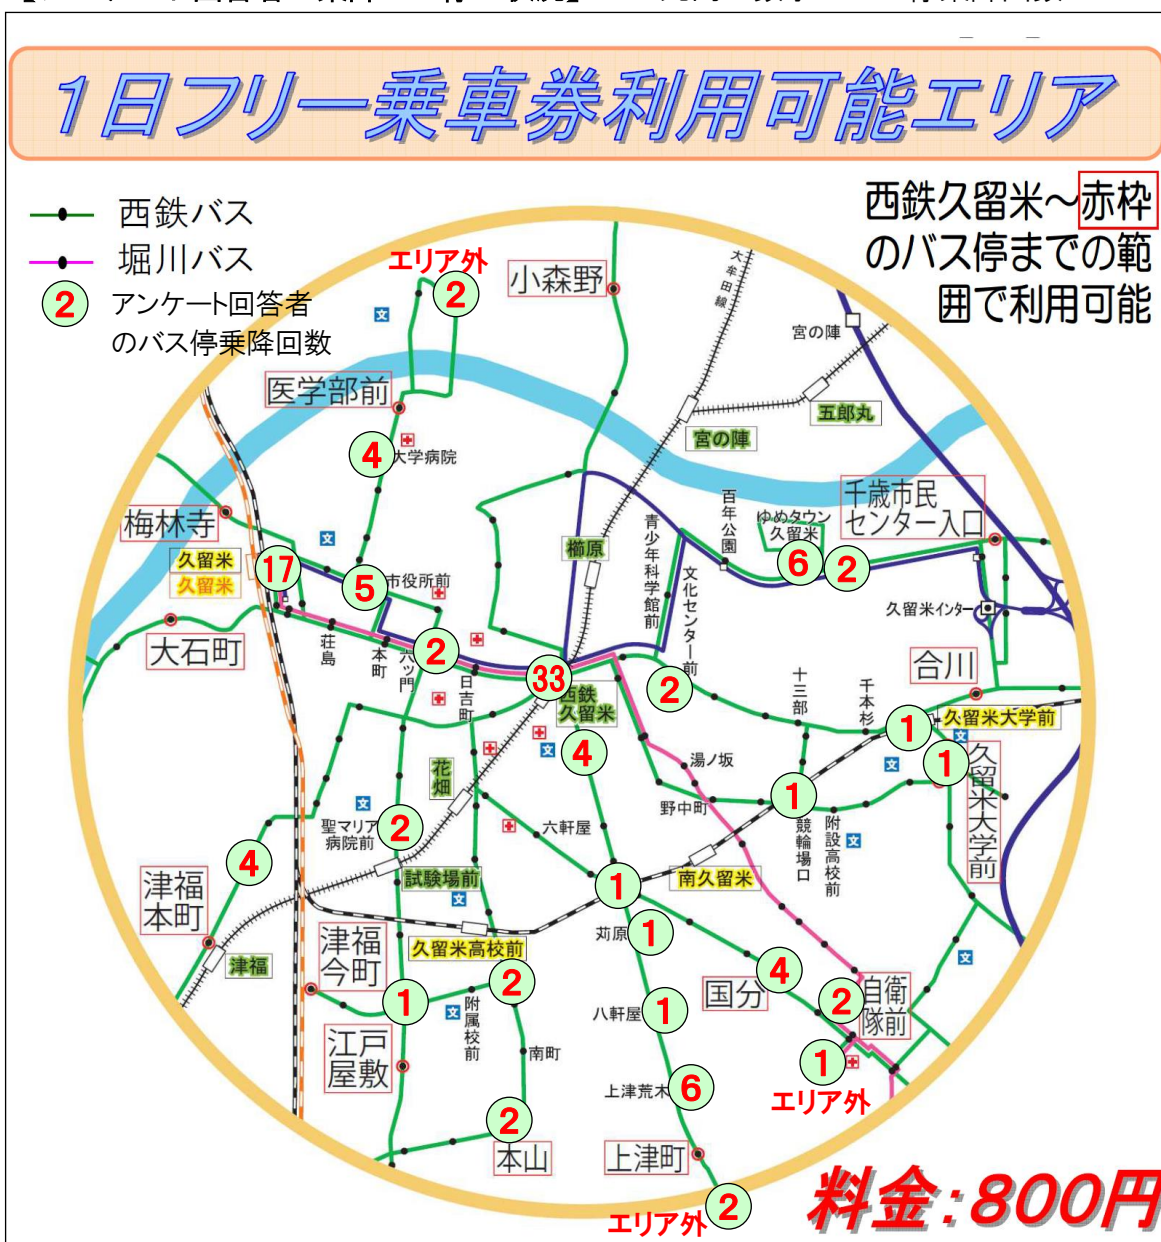 1日フリー乗車券利用可能エリア
西鉄バス
堀川バス
2
アンケート回答者
のバス停乗降回数
西鉄久留米～赤枠
のバス停までの範
囲で利用可能
エリア外
2
小森野
大牟田線
宮の陣
文
医学部前
五郎丸
宮の陣
4
大学病院
千歳市民
センター入口
梅林寺
文
百年公園
ゆめタウン
久留米
青少年科学館前
櫛原
6
2
久留米
久留米
17
5
市役所前
文化センター前
久留米インター
大石町
荘島
本町
六ツ門
2
日吉町
33
西鉄
久留米
2
合川
十三部
千本杉
1
久留米大学前
文
文
4
湯ノ坂
文
1
久留米大学前
花畑
野中町
1
文
聖マリア
病院前
2
六軒屋
競輪場口
附設高校前
文
4
津福
本町
試験場前
文
1
南久留米
久留米高校前
苅原
1
文
津福
津福
今町
2
4
国分
1
文
附属校前
八軒屋
1
2
自衛
隊前
江戸
屋敷
南町
1
エリア外
上津荒木
6
2
本山
上津町
エリア外
2
料金:800円